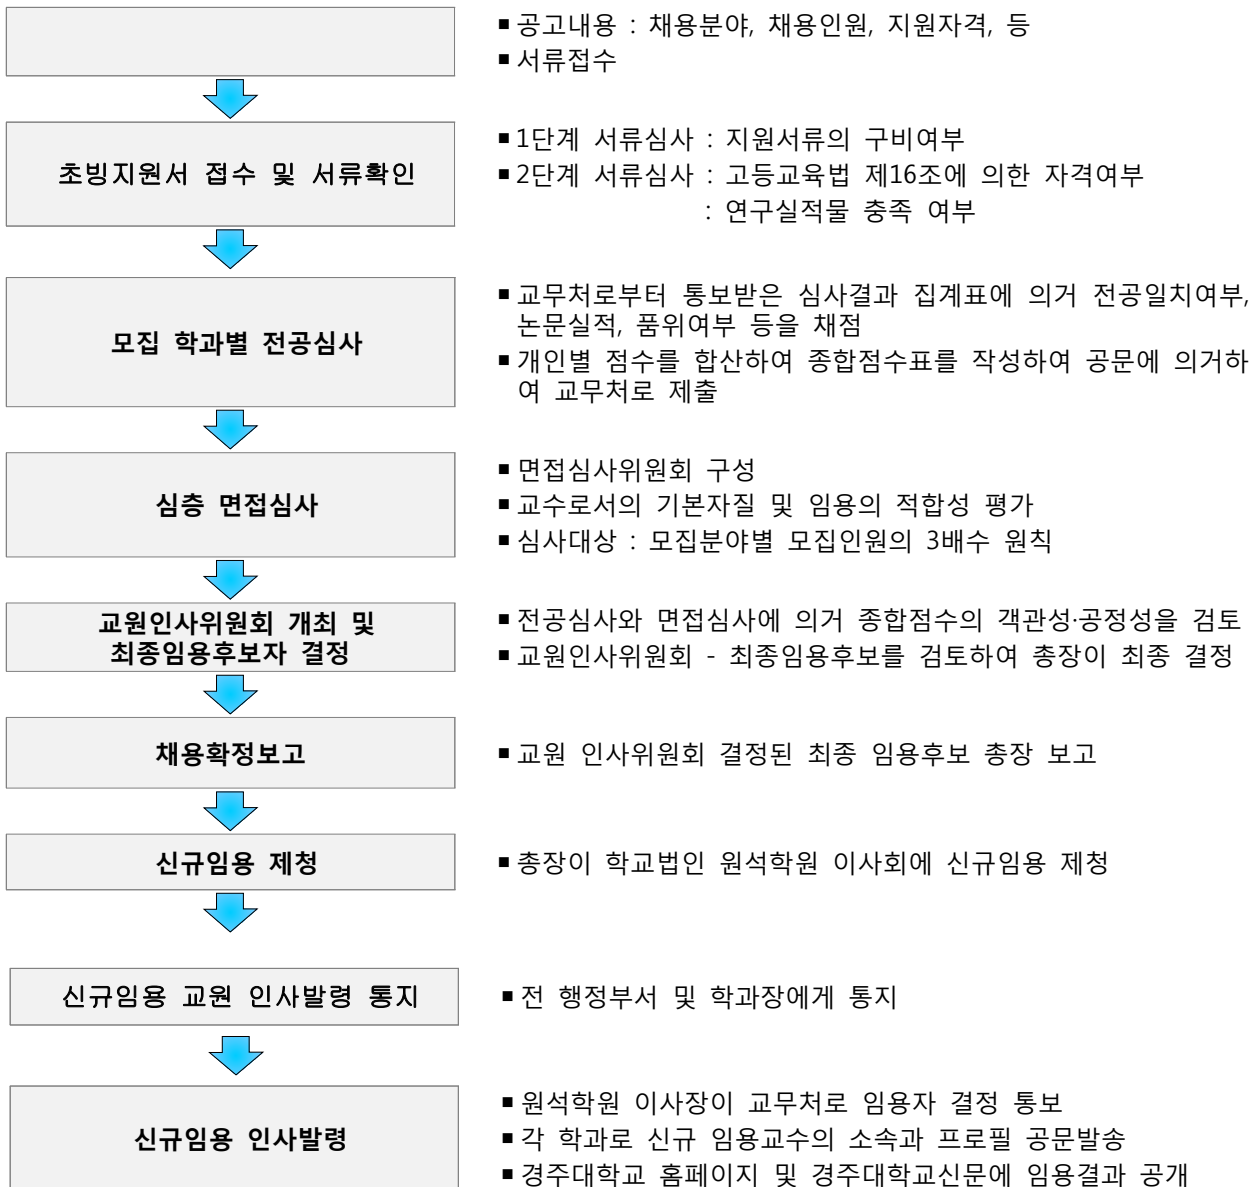 ■ 공고내용 : 채용분야, 채용인원, 지원자격, 등
■ 서류접수
초빙지원서 접수 및 서류확인
■ 1단계 서류심사 : 지원서류의 구비여부
■ 2단계 서류심사 : 고등교육법 제16조에 의한 자격여부
: 연구실적물 충족 여부
모집 학과별 전공심사
■ 교무처로부터 통보받은 심사결과 집계표에 의거 전공일치여부,
논문실적, 품위여부 등을 채점
■ 개인별 점수를 합산하여 종합점수표를 작성하여 공문에 의거하
여 교무처로 제출
심층 면접심사
■ 면접심사위원회 구성
■ 교수로서의 기본자질 및 임용의 적합성 평가
■ 심사대상 : 모집분야별 모집인원의 3배수 원칙
교원인사위원회 개최 및
최종임용후보자 결정
■ 전공심사와 면접심사에 의거 종합점수의 객관성·공정성을 검토
■ 교원인사위원회 - 최종임용후보를 검토하여 총장이 최종 결정
채용확정보고
■ 교원 인사위원회 결정된 최종 임용후보 총장 보고
신규임용 제청
■ 총장이 학교법인 원석학원 이사회에 신규임용 제청
신규임용 교원 인사발령 통지
■ 전 행정부서 및 학과장에게 통지
신규임용 인사발령
■ 원석학원 이사장이 교무처로 임용자 결정 통보
■ 각 학과로 신규 임용교수의 소속과 프로필 공문발송
■ 경주대학교 홈페이지 및 경주대학교신문에 임용결과 공개